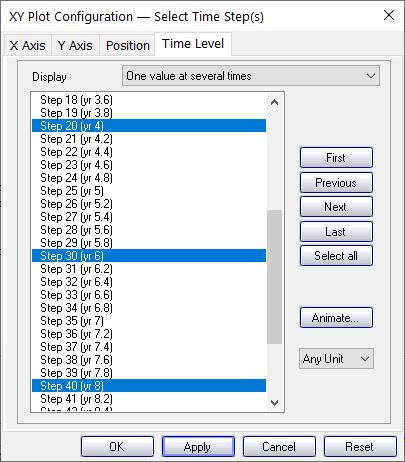 XY Plot Configuration — Select Time Step(s)
X Axis Y Axis Position Time Level
Display One value at several times
Step 18 (yr 3.6)
Step 19 (yr 3.8)
Step 20 (yr 4)
Step 21 (yr 4.2)
Step 22 (yr 4.4)
Step 23 (yr 4.6)
Step 24 (yr 4.8)
Step 25 (yr 5)
Step 26 (yr 5.2)
Step 27 (yr 5.4)
Step 28 (yr 5.6)
Step 29 (yr 5.8)
Step 30 (yr 6)
Step 31 (yr 6.2)
Step 32 (yr 6.4)
Step 33 (yr 6.6)
Step 34 (yr 6.8)
Step 35 (yr 7)
Step 36 (yr 7.2)
Step 37 (yr 7.4)
Step 38 (yr 7.6)
Step 39 (yr 7.8)
Step 40 (yr 8)
Step 41 (yr 8.2)
Step 42 (yr 8.4)
First
Previous
Next
Last
Select all
Animate...
Any Unit
OK Apply Cancel Reset